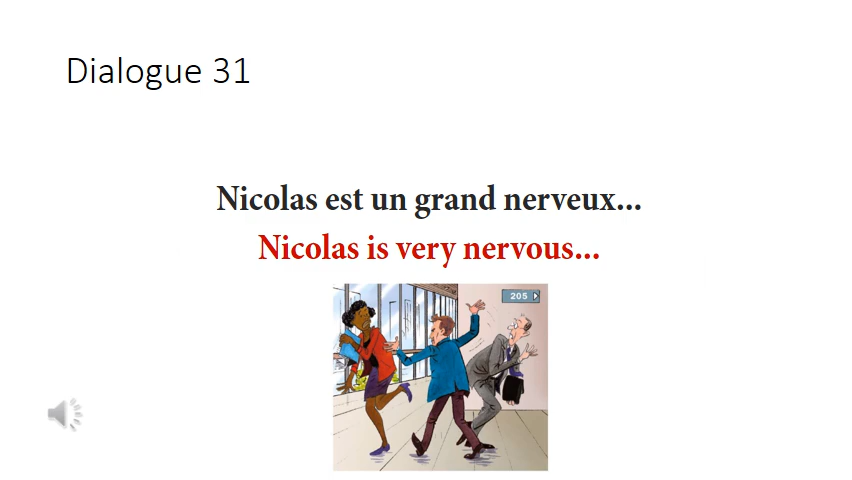 Dialogue 31
Nicolas est un grand nerveux...
Nicolas is very nervous...
205